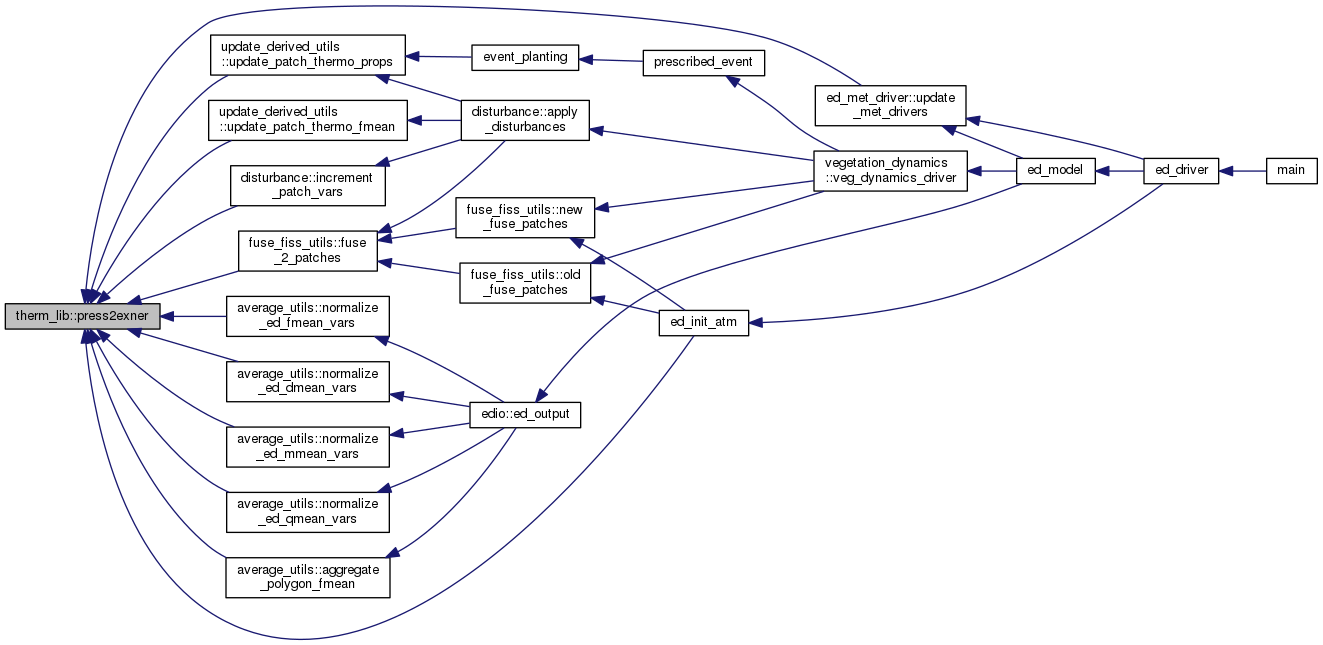 update_derived_utils
::update_patch_thermo_props
event_planting
prescribed_event
ed_met_driver::update
_met_drivers
update_derived_utils
::update_patch_thermo_fmean
disturbance::apply
_disturbances
vegetation_dynamics
::veg_dynamics_driver
ed_model
ed_driver
main
disturbance::increment
_patch_vars
fuse_fiss_utils::new
_fuse_patches
fuse_fiss_utils::fuse
_2_patches
fuse_fiss_utils::old
_fuse_patches
therm_lib::press2exner
average_utils::normalize
_ed_fmean_vars
ed_init_atm
average_utils::normalize
_ed_dmean_vars
edio::ed_output
average_utils::normalize
_ed_mmean_vars
average_utils::normalize
_ed_qmean_vars
average_utils::aggregate
_polygon_fmean